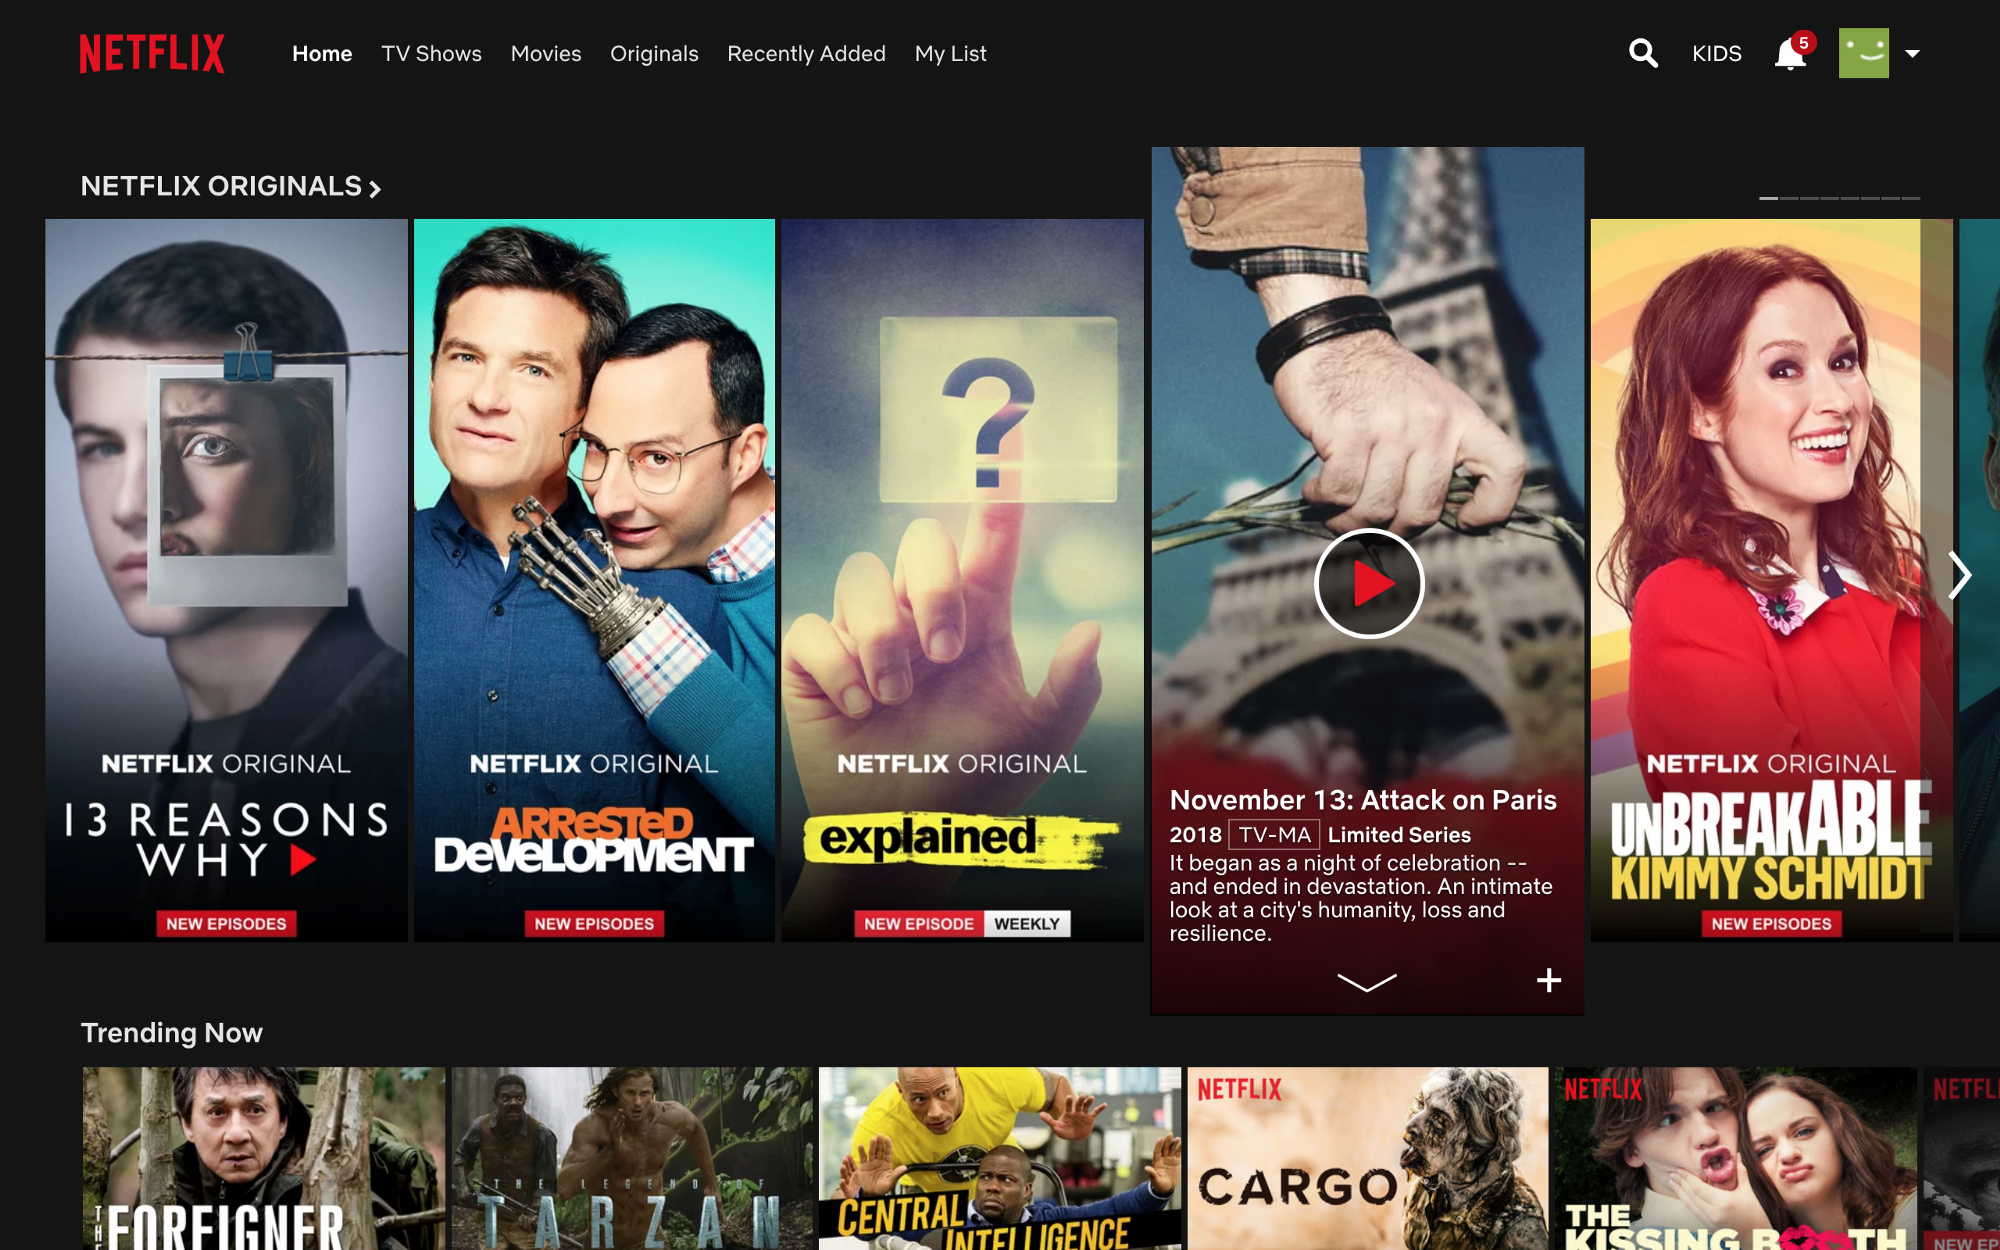 NETFLIX
Home TV Shows Movies Originals Recently Added My List
KIDS
5
NETFLIX ORIGINALS
NETFLIX ORIGINAL
13 REASONS
WHY
NEW EPISODES
NETFLIX ORIGINAL
ARReSTeD
DeVeLOPMeNT
NEW EPISODES
?
NETFLIX ORIGINAL
explained
NEW EPISODE WEEKLY
November 13: Attack on Paris
2018 TV-MA Limited Series
It began as a night of celebration --
and ended in devastation. An intimate
look at a city's humanity, loss and
resilience.
NETFLIX ORIGINAL
UNBREAKABLE
KIMMY SCHMIDT
NEW EPISODES
Trending Now
THE
FOREIGNER
THE LEGEND OF
TARZAN
CENTRAL
INTELLIGENCE
NETFLIX
CARGO
NETFLIX
THE
KISSING BOOTH
NETFL
NEW EP